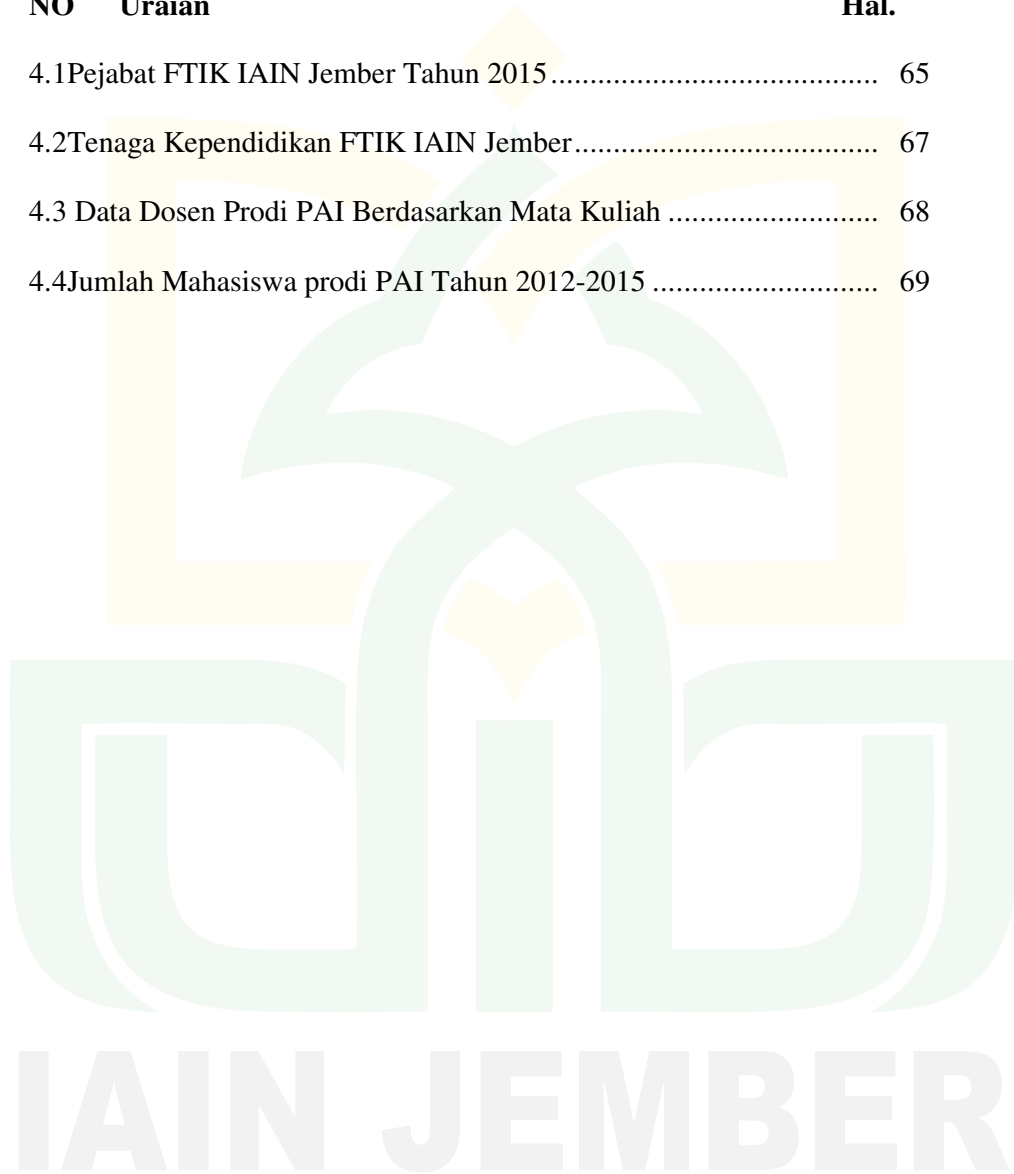 NO Uraian Hal.
4.1Pejabat FTIK IAIN Jember Tahun 2015.......................................... 65
4.2Tenaga Kependidikan FTIK IAIN Jember....................................... 67
4.3 Data Dosen Prodi PAI Berdasarkan Mata Kuliah ........................... 68
4.4Jumlah Mahasiswa prodi PAI Tahun 2012-2015 ............................. 69
IAIN JEMBER